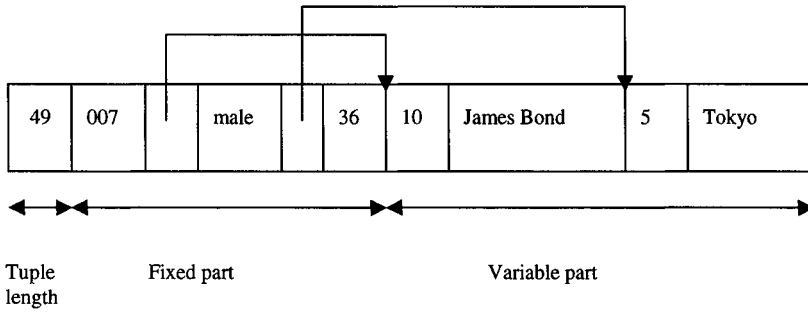 49 007 male 36 10 James Bond 5 Tokyo
Tuple length Fixed part Variable part